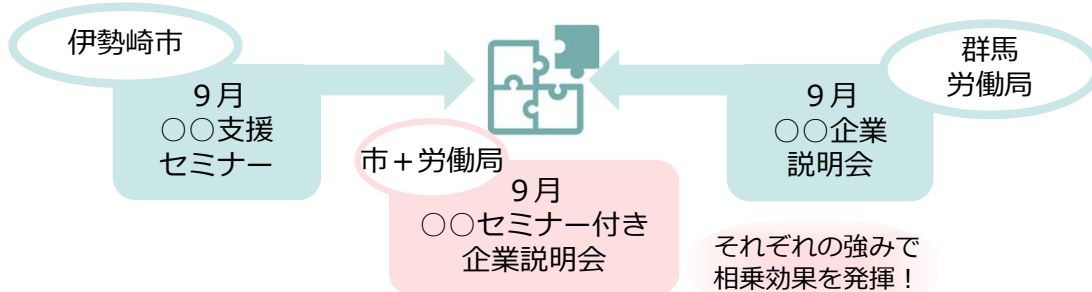 伊勢崎市
９月
○○支援
セミナー
群馬
労働局
９月
○○企業
説明会
市＋労働局
９月
○○セミナー付き
企業説明会
それぞれの強みで
相乗効果を発揮！